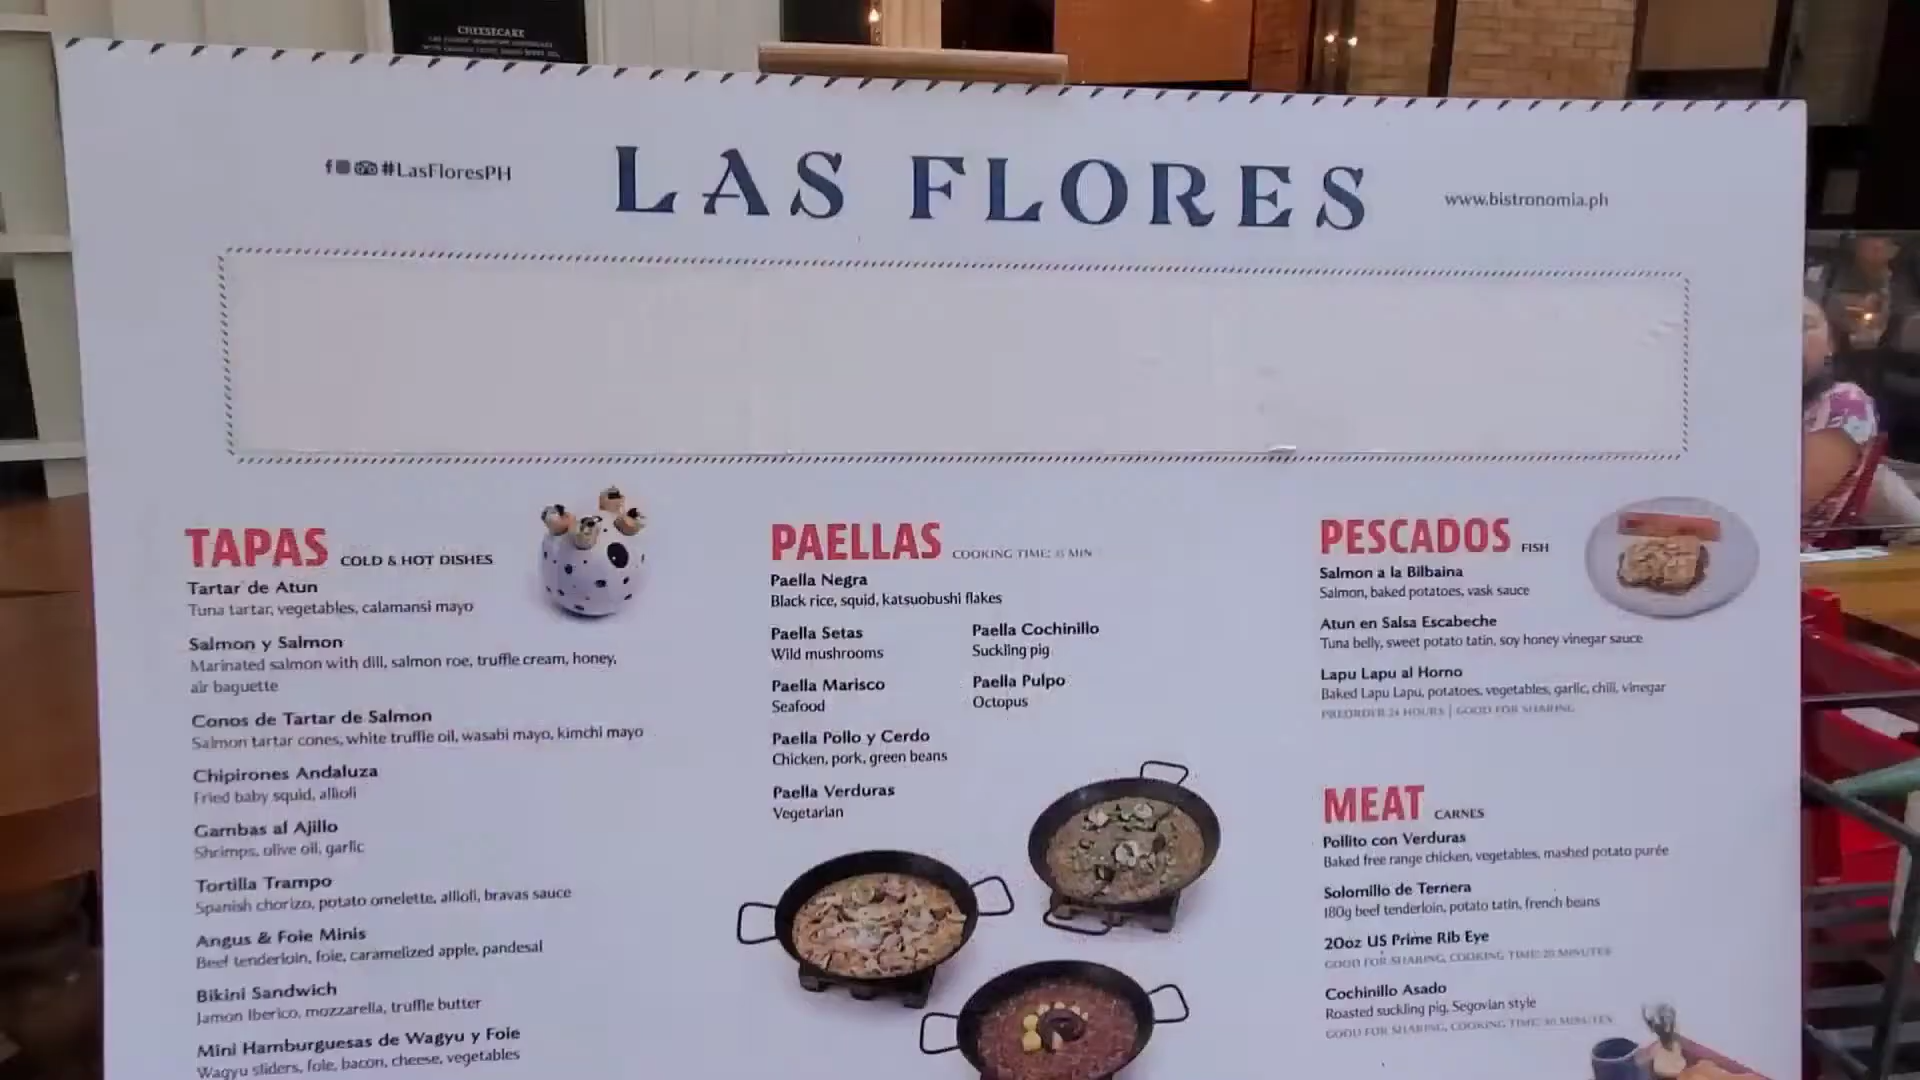 CHEESECAKE
#LasFloresPH
LAS FLORES
www.bistronomia.ph
TAPAS COLD & HOT DISHES
Tartar de Atun
Tuna tartar, vegetables, calamansi mayo
Salmon y Salmon
Marinated salmon with dill, salmon roe, truffle cream, honey,
air baguette
Conos de Tartar de Salmon
Salmon tartar cones, white truffle oil, wasabi mayo, kimchi mayo
Chipirones Andaluza
Fried baby squid, allioli
Gambas al Ajillo
Shrimps, olive oil, garlic
Tortilla Trampo
Spanish chorizo, potato omelette, allioli, bravas sauce
Angus & Foie Minis
Beef tenderloin, foie, caramelized apple, pandesal
Bikini Sandwich
Jamon Iberico, mozzarella, truffle butter
Mini Hamburguesas de Wagyu y Foie
Wagyu sliders, foie, bacon, cheese, vegetables
PAELLAS COOKING TIME: MIN
Paella Negra
Black rice, squid, katsuobushi flakes
Paella Setas
Wild mushrooms
Paella Marisco
Seafood
Paella Pollo y Cerdo
Chicken, pork, green beans
Paella Verduras
Vegetarian
Paella Cochinillo
Suckling pig
Paella Pulpo
Octopus
PESCADOS FISH
Salmon a la Bilbaina
Salmon, baked potatoes, vask sauce
Atun en Salsa Escabeche
Tuna belly, sweet potato tatin, soy honey vinegar sauce
Lapu Lapu al Horno
Baked Lapu Lapu, potatoes, vegetables, garlic, chili, vinegar
PREORDER 24 HOURS | GOOD FOR SHARING
MEAT CARNES
Pollito con Verduras
Baked free range chicken, vegetables, mashed potato purée
Solomillo de Ternera
180g beef tenderloin, potato tatin, french beans
20oz US Prime Rib Eye
GOOD FOR SHARING, COOKING TIME: 20 MINUTES
Cochinillo Asado
Roasted suckling pig, Segovian style
GOOD FOR SHARING, COOKING TIME: MINUTES